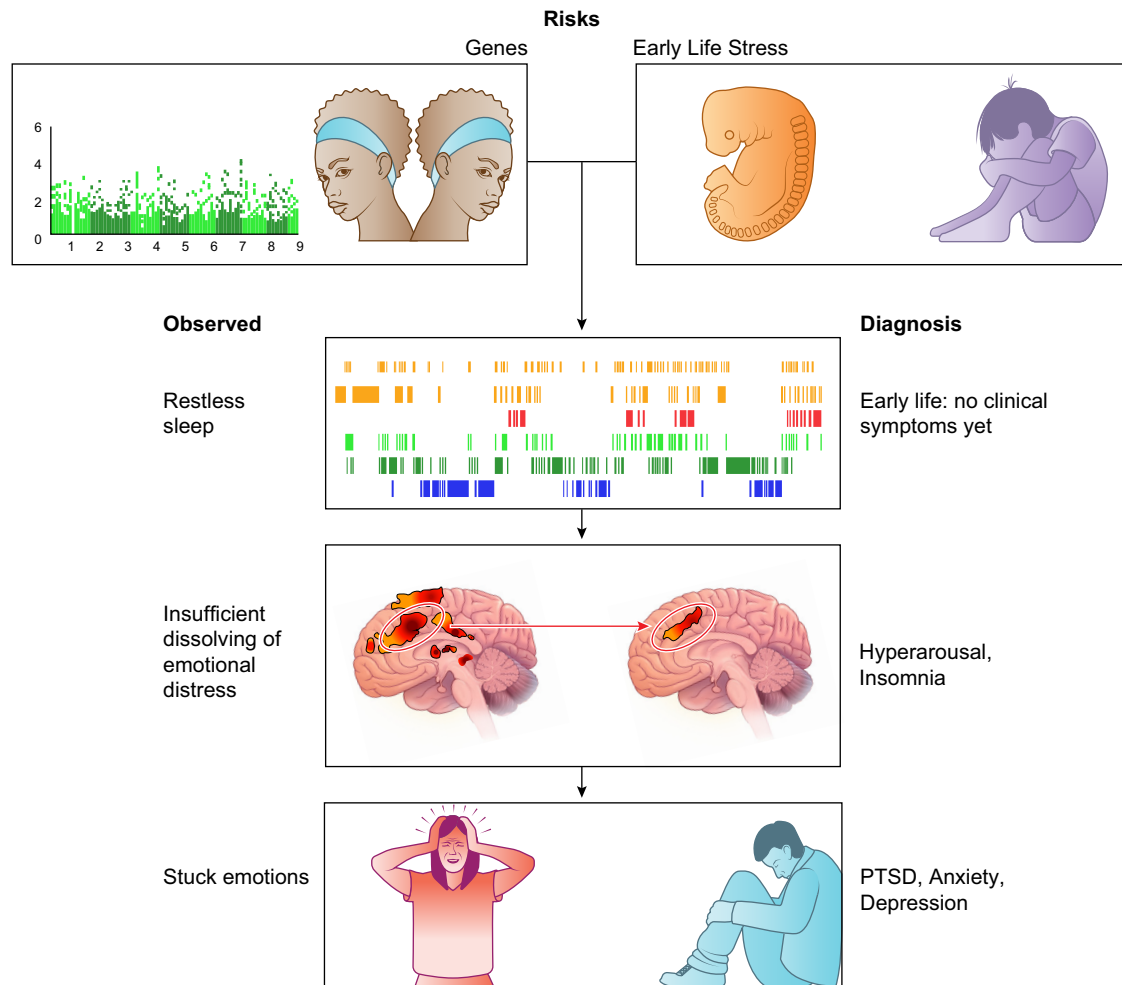 Risks
Genes
Early Life Stress
6
4
2
0
1 2 3 4 5 6 7 8 9
Observed
Diagnosis
Restless
sleep
Early life: no clinical
symptoms yet
Insufficient
dissolving of
emotional
distress
Hyperarousal,
Insomnia
Stuck emotions
PTSD, Anxiety,
Depression